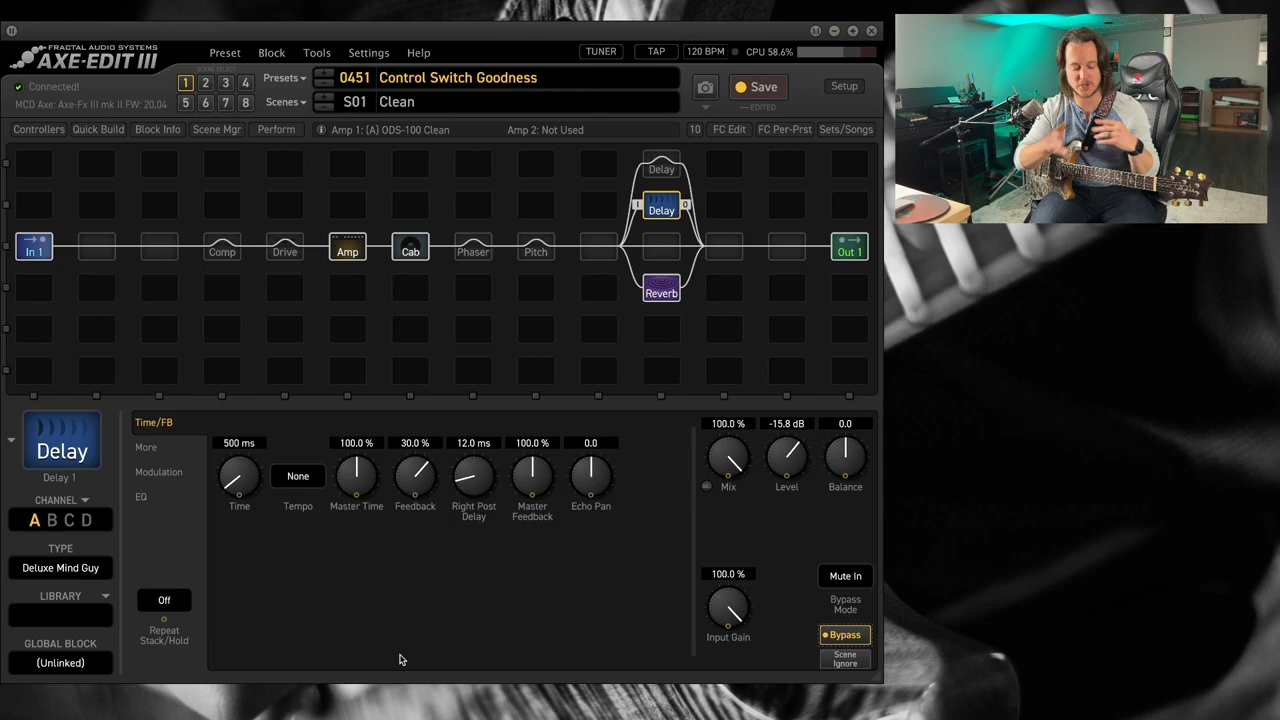 FRACTAL AUDIO SYSTEMS
AXE-EDIT III
Preset Block Tools Settings Help
TUNER TAP 120 BPM CPU 58.6%
Connected!
MCD Axe: Axe-Fx III mk II FW: 20.04
SCENE SELECT
1 2 3 4
5 6 7 8
Presets
Scenes
0451 Control Switch Goodness
S01 Clean
Save
EDITED
Setup
Controllers Quick Build Block Info Scene Mgr Perform
Amp 1: (A) ODS-100 Clean Amp 2: Not Used
10 FC Edit FC Per-Prst Sets/Songs
Delay
I Delay O
In 1 Comp Drive Amp Cab Phaser Pitch Out 1
Reverb
Delay
Delay 1
CHANNEL
A B C D
TYPE
Deluxe Mind Guy
LIBRARY
GLOBAL BLOCK
(Unlinked)
Time/FB
More
Modulation
EQ
Off
Repeat
Stack/Hold
500 ms 100.0 % 30.0 % 12.0 ms 100.0 % 0.0
None
Time Tempo Master Time Feedback Right Post Delay Master Feedback Echo Pan
100.0 % -15.8 dB 0.0
Mix Level Balance
100.0 %
Input Gain
Mute In
Bypass
Mode
Bypass
Scene
Ignore